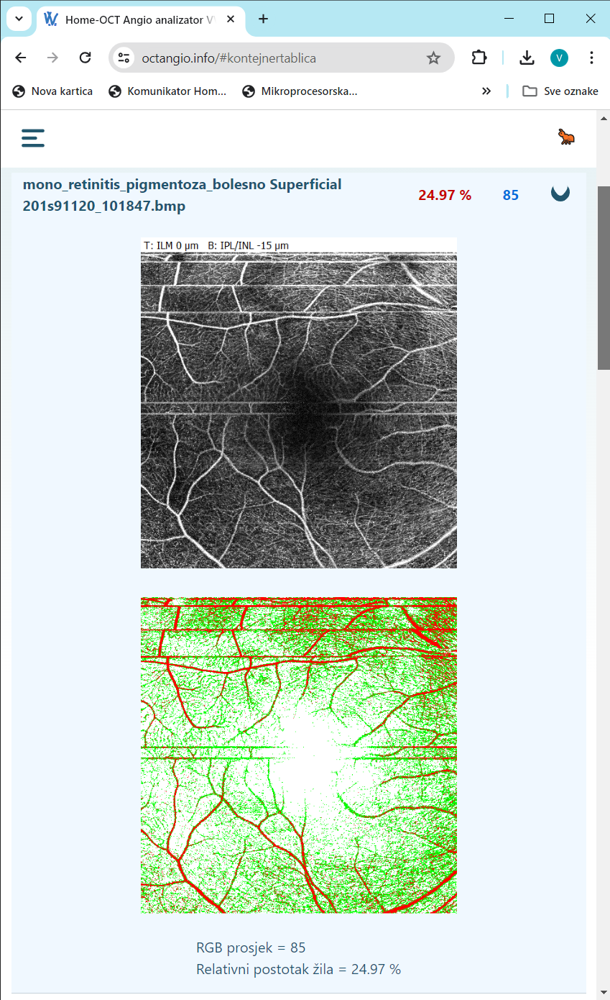 Home-OCT Angio analizator V
octangio.info/#kontejnertablica
V
Nova kartica
Komunikator Hom...
Mikroprocesorska...
Sve oznake
mono_retinitis_pigmentoza_bolesno Superficial
201s91120_101847.bmp
24.97 %
85
T: ILM 0 µm B: IPL/INL -15 µm
RGB prosjek = 85
Relativni postotak žila = 24.97 %